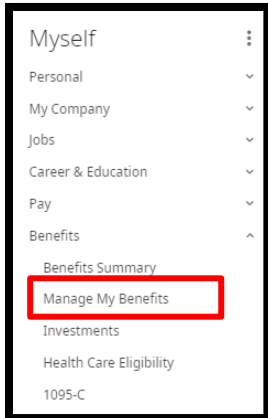 Myself
Personal
My Company
Jobs
Career & Education
Pay
Benefits
Benefits Summary
Manage My Benefits
Investments
Health Care Eligibility
1095-C